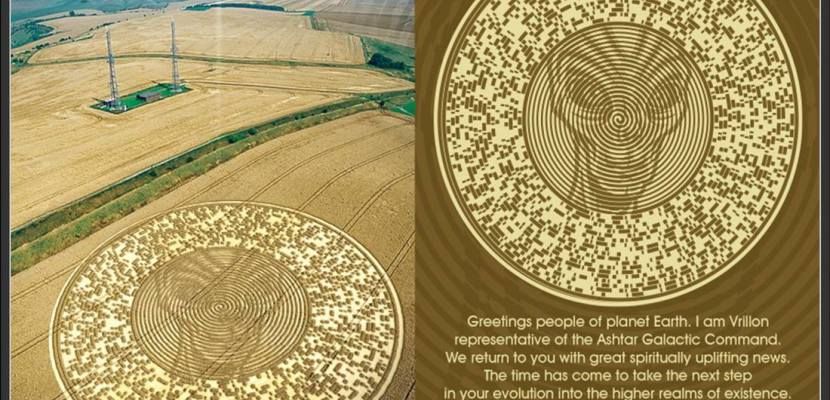 Greetings people of planet Earth. I am Vrillon
representative of the Ashtar Galactic Command.
We return to you with great spiritually uplifting news.
The time has come to take the next step
in your evolution into the higher realms of existence.